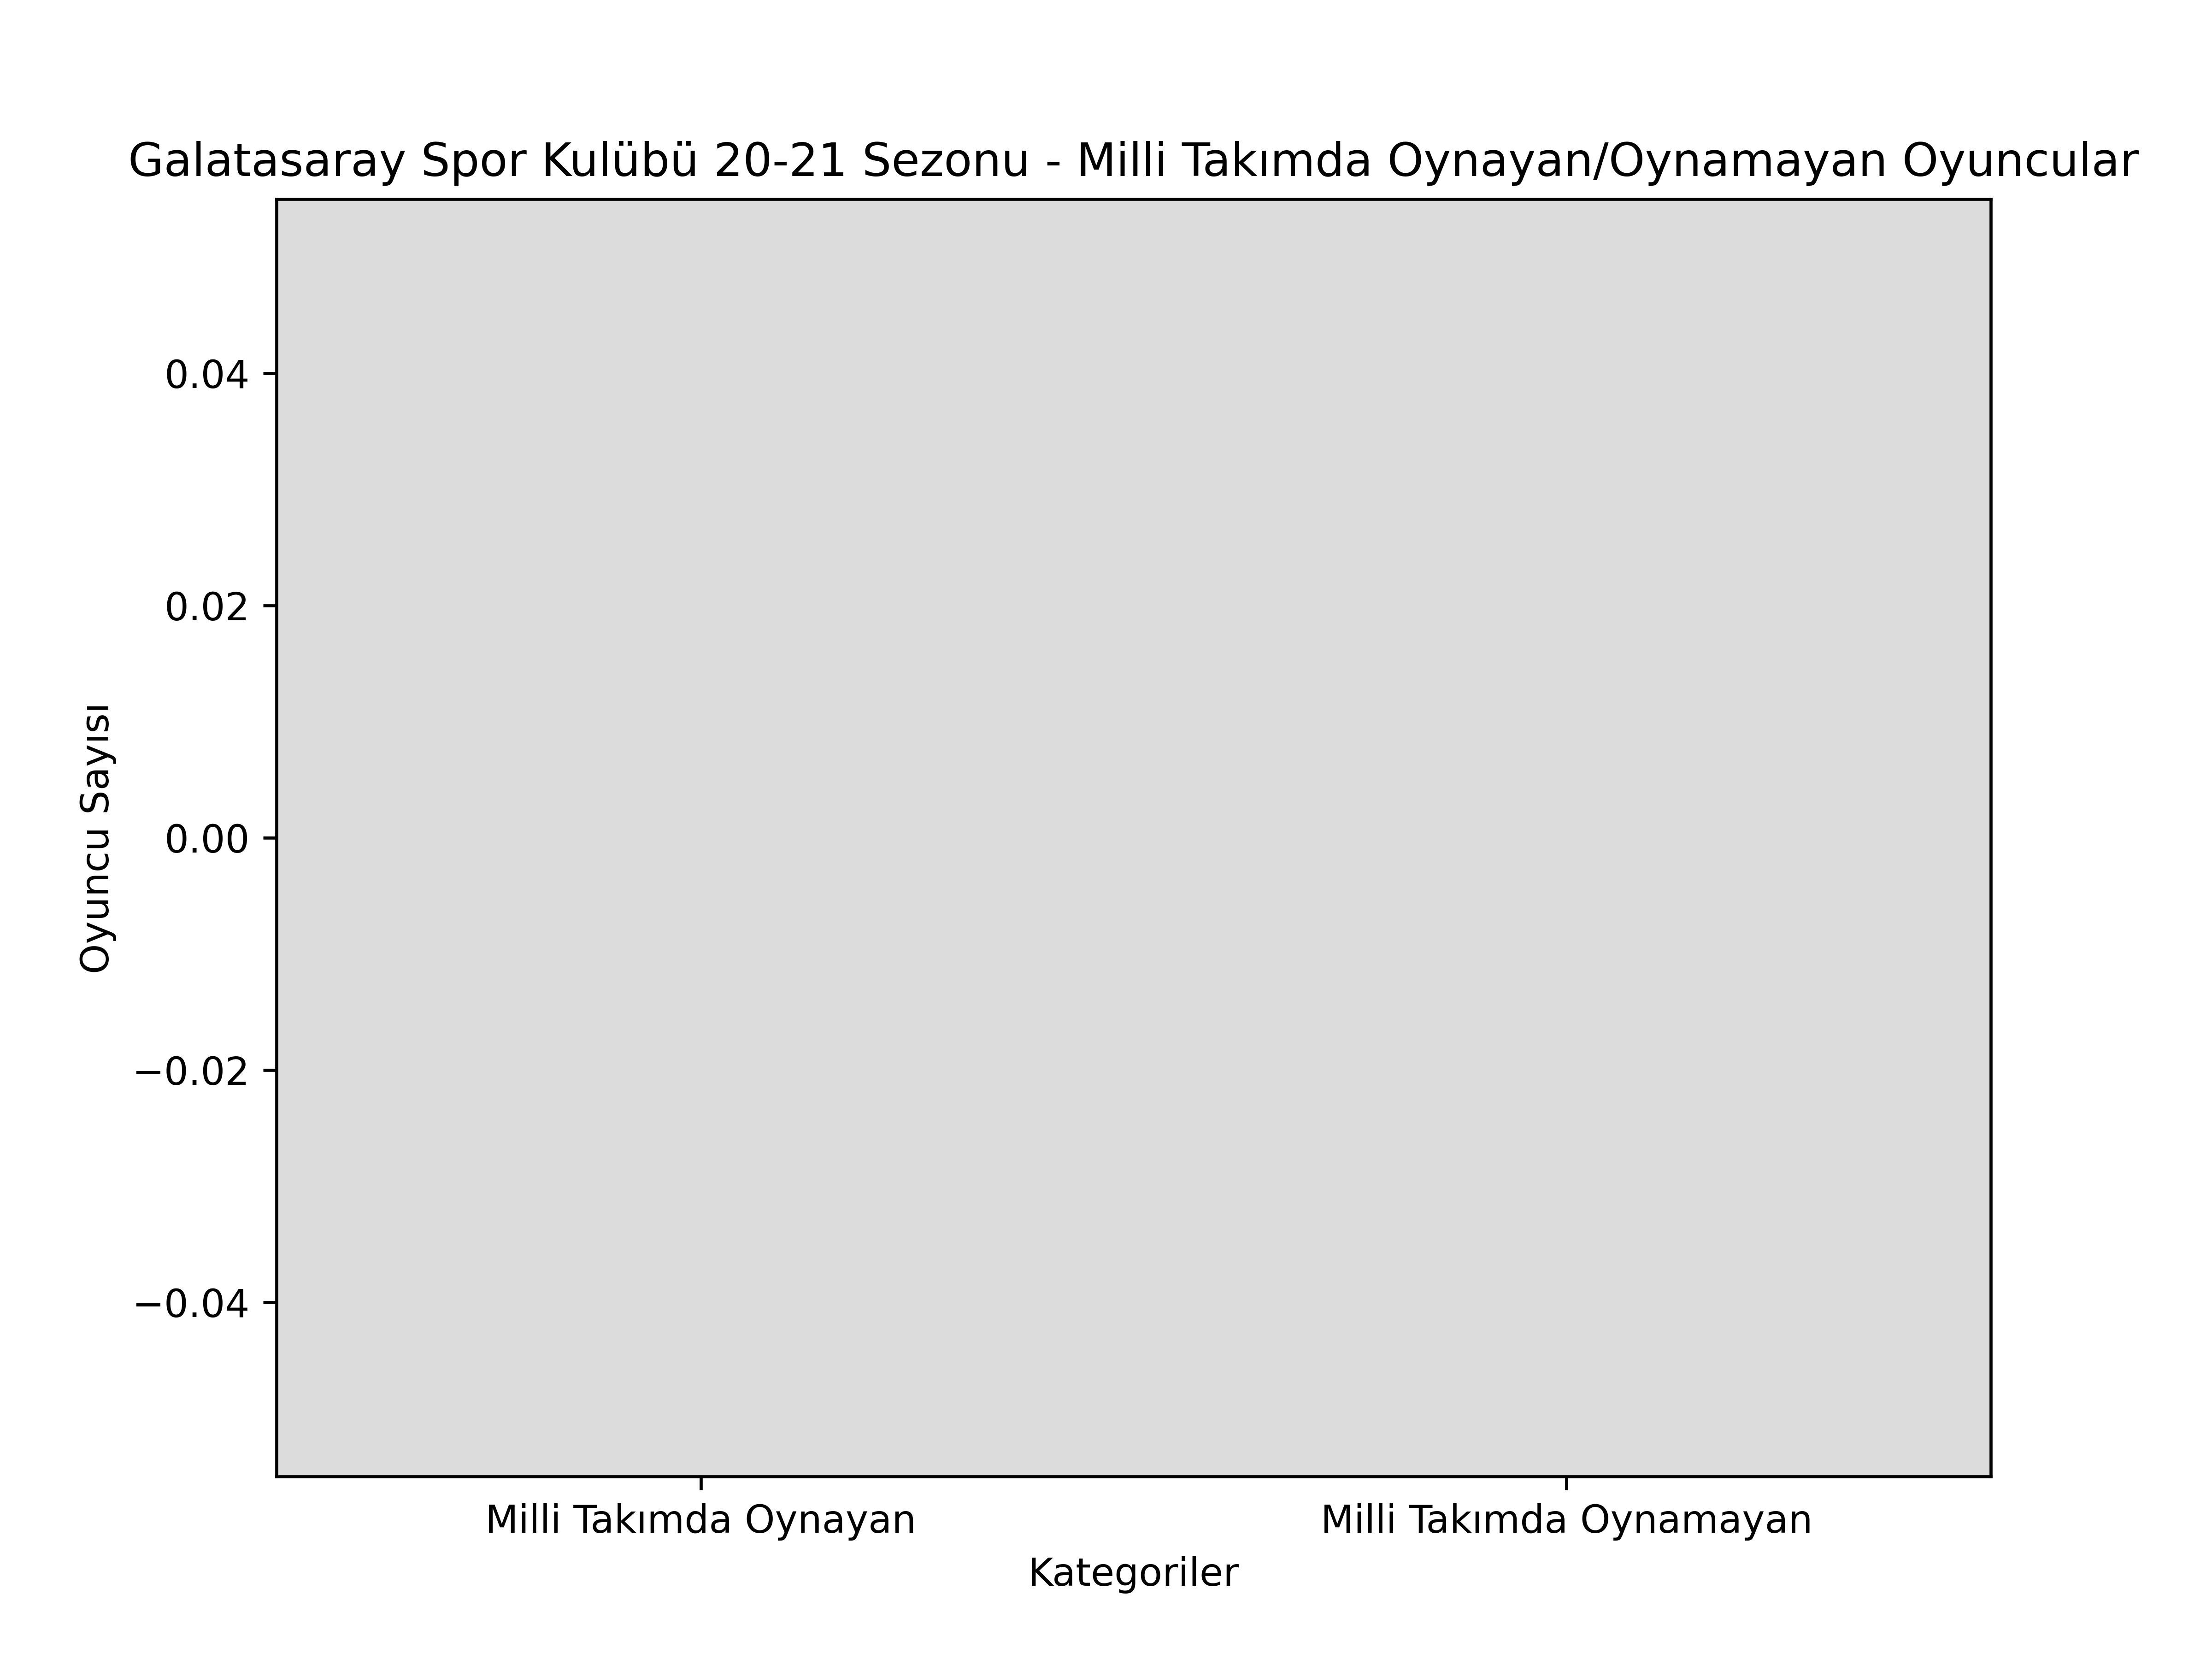 Galatasaray Spor Kulübü 20-21 Sezonu - Milli Takımda Oynayan/Oynamayan Oyuncular
Oyuncu Sayısı
0.04
0.02
0.00
−0.02
−0.04
Milli Takımda Oynayan
Milli Takımda Oynamayan
Kategoriler